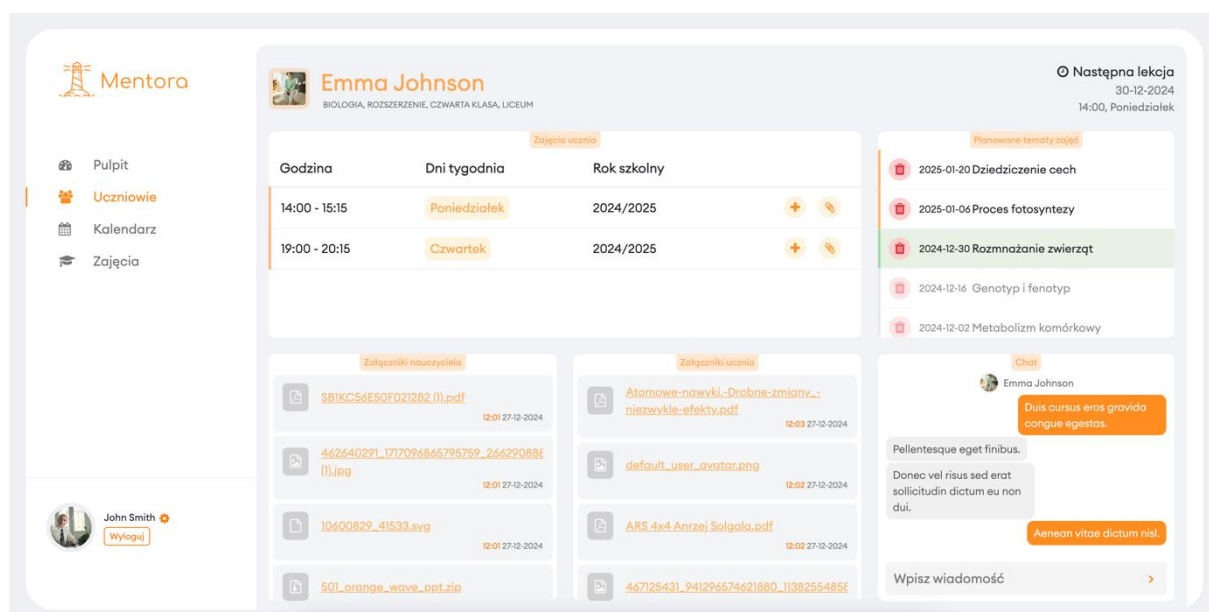 Mentora
Pulpit
Uczniowie
Kalendarz
Zajęcia
John Smith
Wyloguj
Emma Johnson
BIOLOGIA, ROZSZERZENIE, CZWARTA KLASA, LICEUM
Następna lekcja
30-12-2024
14:00, Poniedziałek
Zajęcia ucznia
Godzina Dni tygodnia Rok szkolny
14:00 - 15:15 Poniedziałek 2024/2025
19:00 - 20:15 Czwartek 2024/2025
Planowane tematy zajęć
2025-01-20 Dziedziczenie cech
2025-01-06 Proces fotosyntezy
2024-12-30 Rozmnażanie zwierząt
2024-12-16 Genotyp i fenotyp
2024-12-02 Metabolizm komórkowy
Załączniki nauczyciela
SB1KC56E50F021282 (1).pdf
12:01 27-12-2024
462640291_1717096865795759_26629088
(1).jpg
12:01 27-12-2024
10600829_41533.svg
12:01 27-12-2024
501_orange_wave_ppt.zip
Załączniki ucznia
Atomowe-nawyki.-Drobne-zmiany_-
niezwykle-efekty.pdf
12:03 27-12-2024
default_user_avatar.png
12:02 27-12-2024
ARS 4x4 Anrzej Solgala.pdf
12:02 27-12-2024
467125431_941296574621880_1138255485
Chat
Emma Johnson
Duis cursus eros gravida
congue egestas.
Pellentesque eget finibus.
Donec vel risus sed erat
sollicitudin dictum eu non
dui.
Aenean vitae dictum nisl.
Wpisz wiadomość